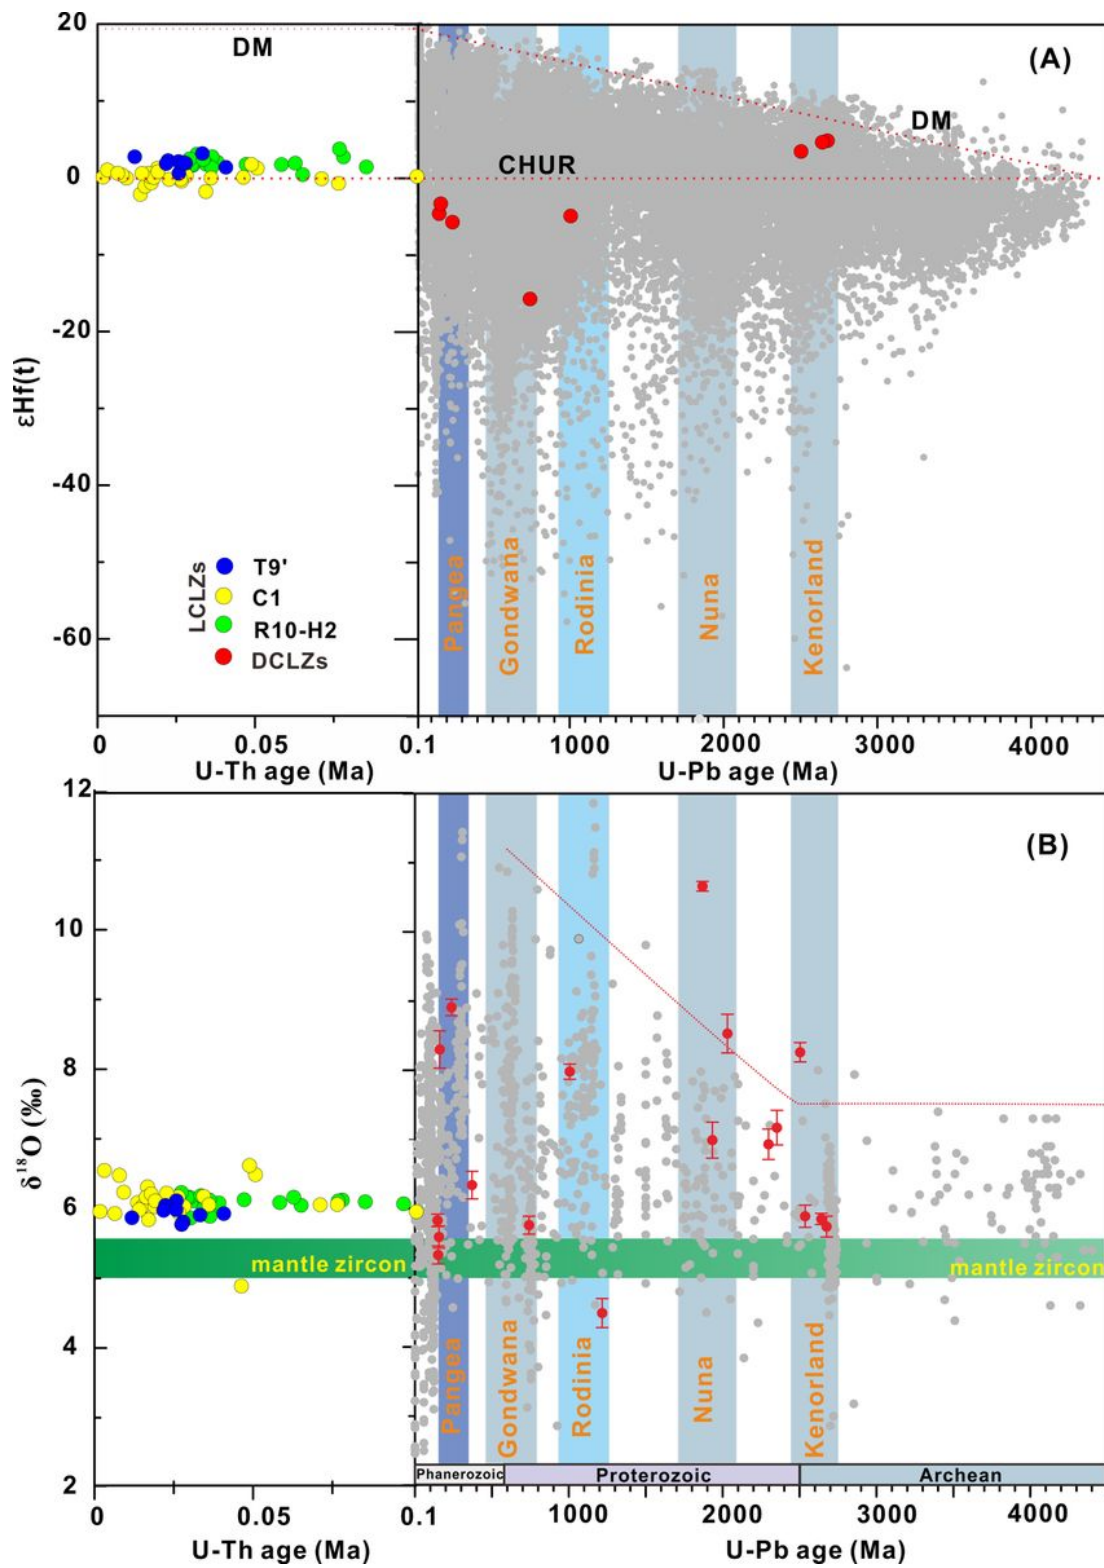 20
0
-20
-40
-60
εHf(t)
DM
(A)
DM
CHUR
LCLZs
T9'
C1
R10-H2
DCLZs
Pangea
Gondwana
Rodinia
Nuna
Kenorland
0
0.05
0.1
1000
2000
3000
4000
U-Th age (Ma)
U-Pb age (Ma)
12
10
8
6
4
2
δ18O (‰)
(B)
mantle zircon
mantle zircon
Pangea
Gondwana
Rodinia
Nuna
Kenorland
Phanerozoic
Proterozoic
Archean
0
0.05
0.1
1000
2000
3000
4000
U-Th age (Ma)
U-Pb age (Ma)